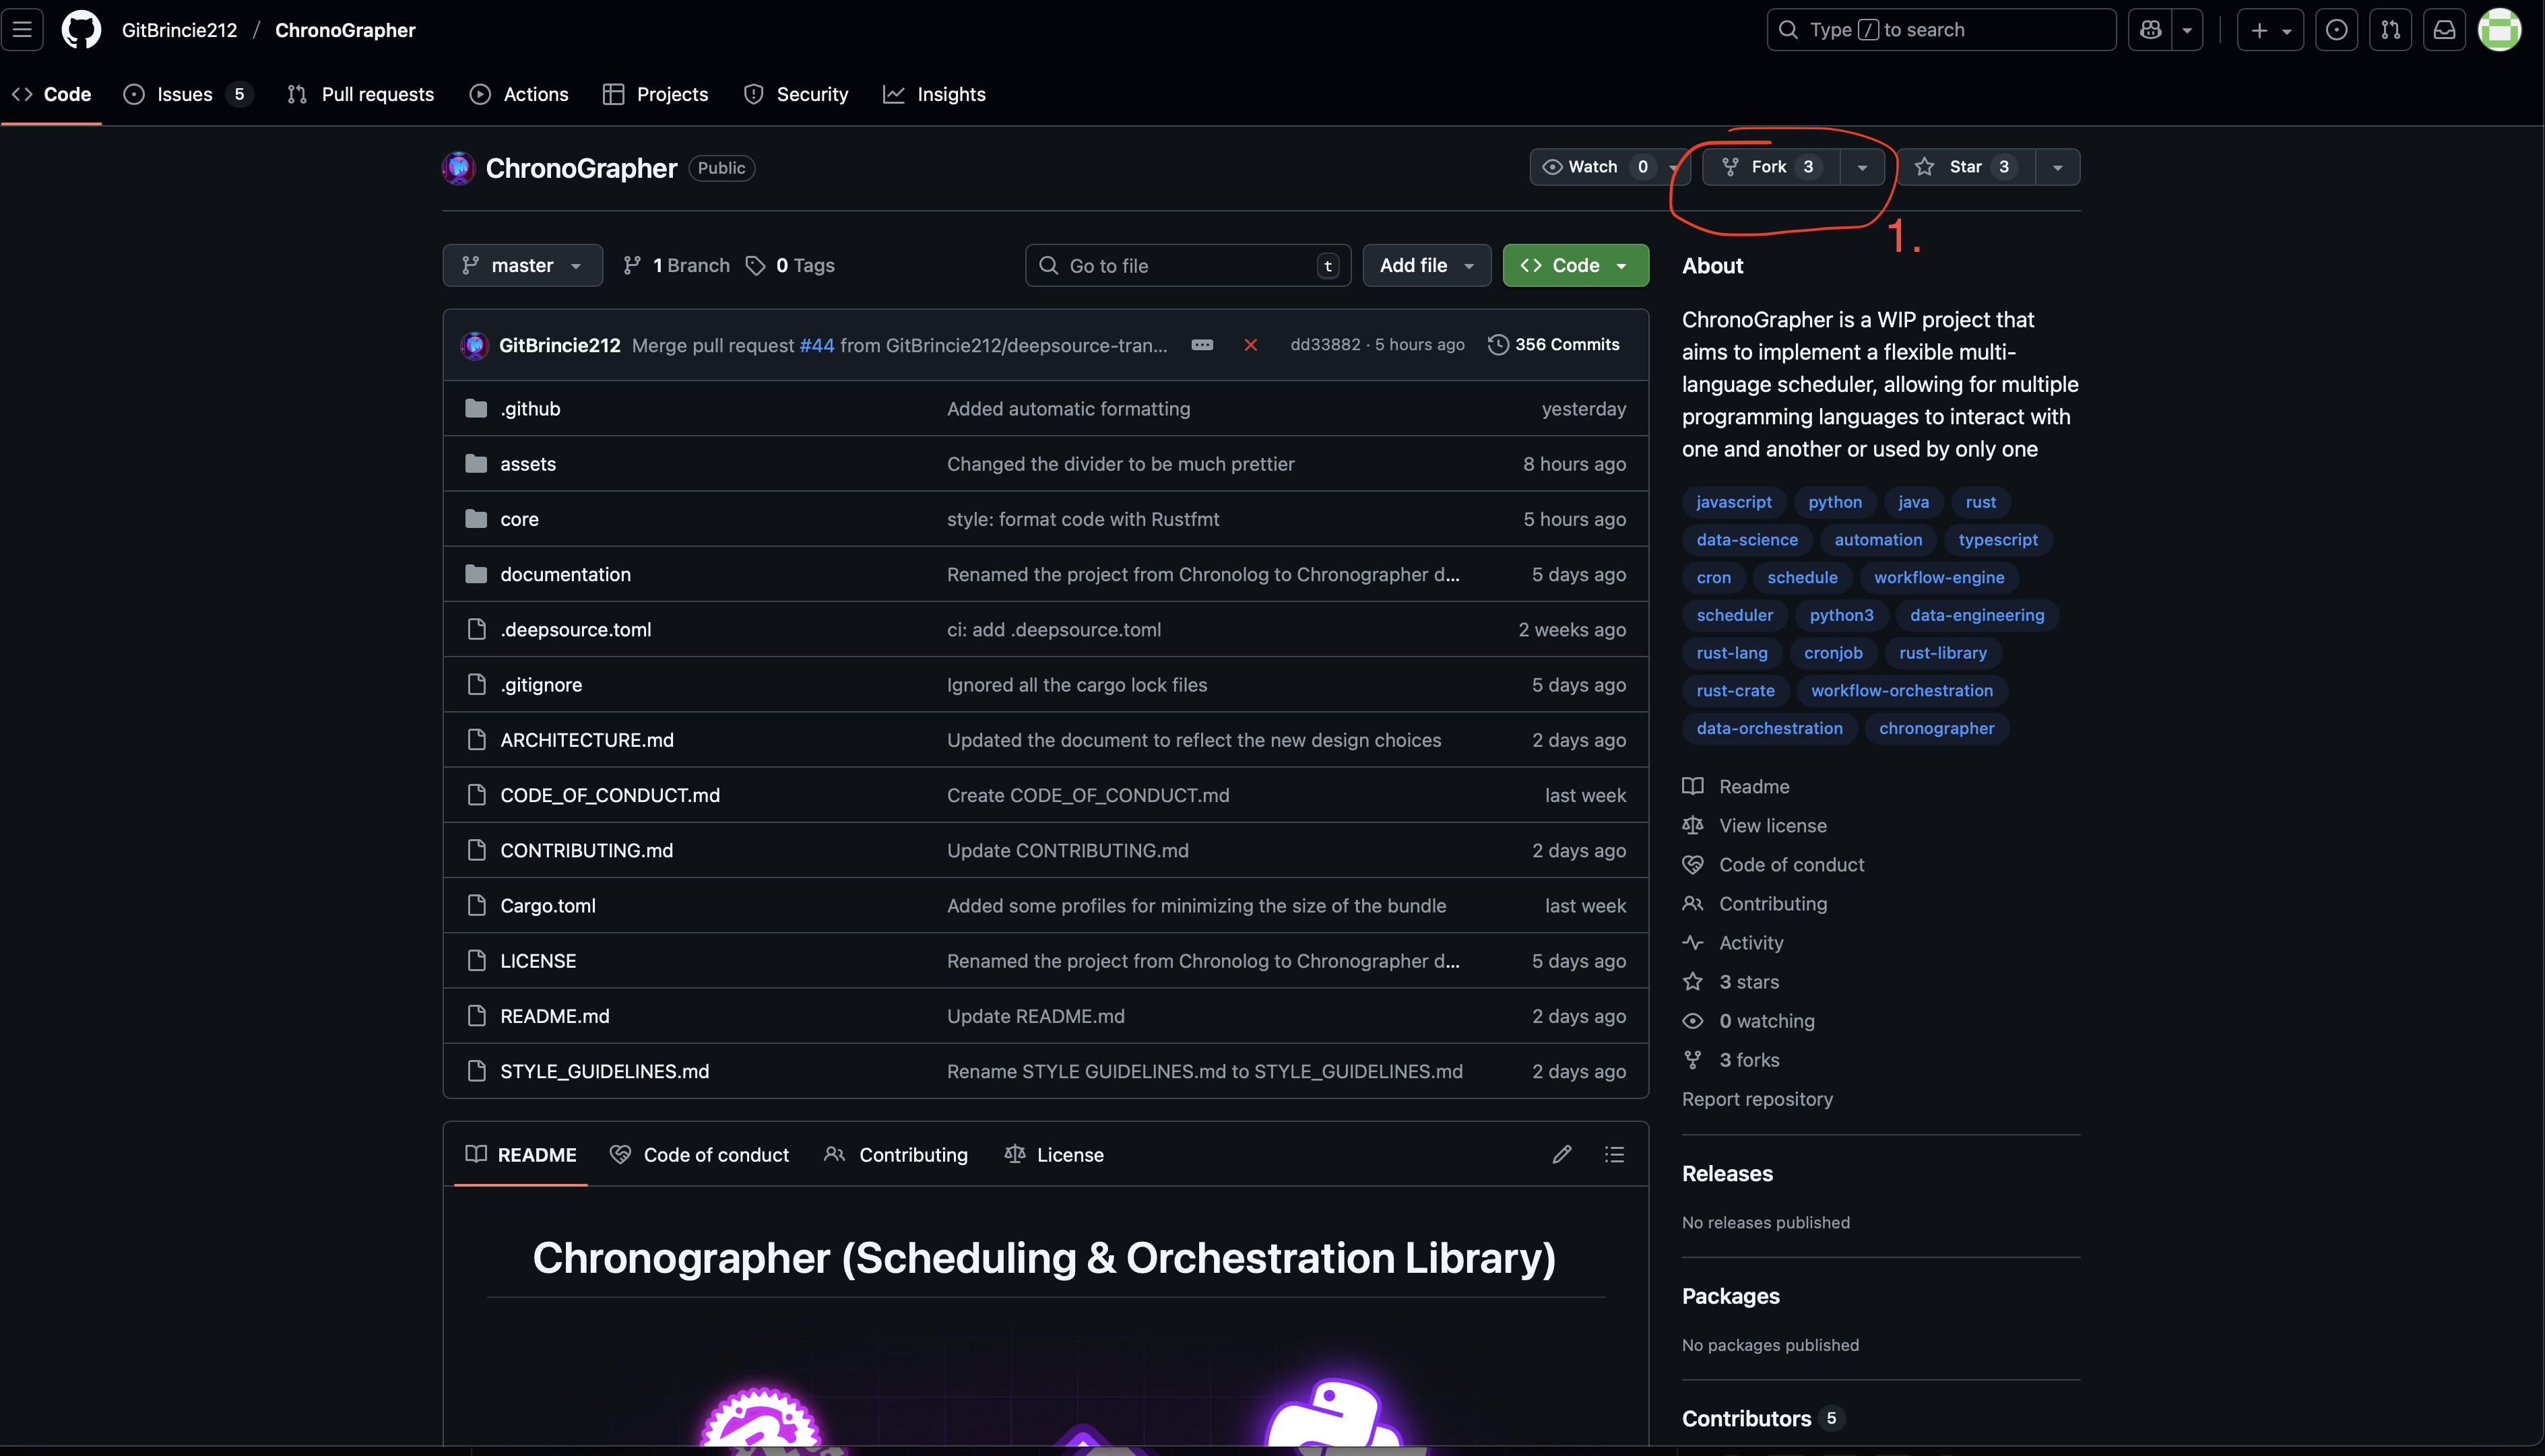 GitBrincie212 / ChronoGrapher
Type / to search
Code
Issues 5
Pull requests
Actions
Projects
Security
Insights
ChronoGrapher Public
Watch 0
Fork 3
Star 3
1.
master
1 Branch
0 Tags
Go to file t
Add file
Code
GitBrincie212 Merge pull request #44 from GitBrincie212/deepsource-tran... dd33882 · 5 hours ago 356 Commits
.github Added automatic formatting yesterday
assets Changed the divider to be much prettier 8 hours ago
core style: format code with Rustfmt 5 hours ago
documentation Renamed the project from Chronolog to Chronographer d... 5 days ago
.deepsource.toml ci: add .deepsource.toml 2 weeks ago
.gitignore Ignored all the cargo lock files 5 days ago
ARCHITECTURE.md Updated the document to reflect the new design choices 2 days ago
CODE_OF_CONDUCT.md Create CODE_OF_CONDUCT.md last week
CONTRIBUTING.md Update CONTRIBUTING.md 2 days ago
Cargo.toml Added some profiles for minimizing the size of the bundle last week
LICENSE Renamed the project from Chronolog to Chronographer d... 5 days ago
README.md Update README.md 2 days ago
STYLE_GUIDELINES.md Rename STYLE GUIDELINES.md to STYLE_GUIDELINES.md 2 days ago
README
Code of conduct
Contributing
License
Chronographer (Scheduling & Orchestration Library)
About
ChronoGrapher is a WIP project that
aims to implement a flexible multi-
language scheduler, allowing for multiple
programming languages to interact with
one and another or used by only one
javascript python java rust
data-science automation typescript
cron schedule workflow-engine
scheduler python3 data-engineering
rust-lang cronjob rust-library
rust-crate workflow-orchestration
data-orchestration chronographer
Readme
View license
Code of conduct
Contributing
Activity
3 stars
0 watching
3 forks
Report repository
Releases
No releases published
Packages
No packages published
Contributors 5